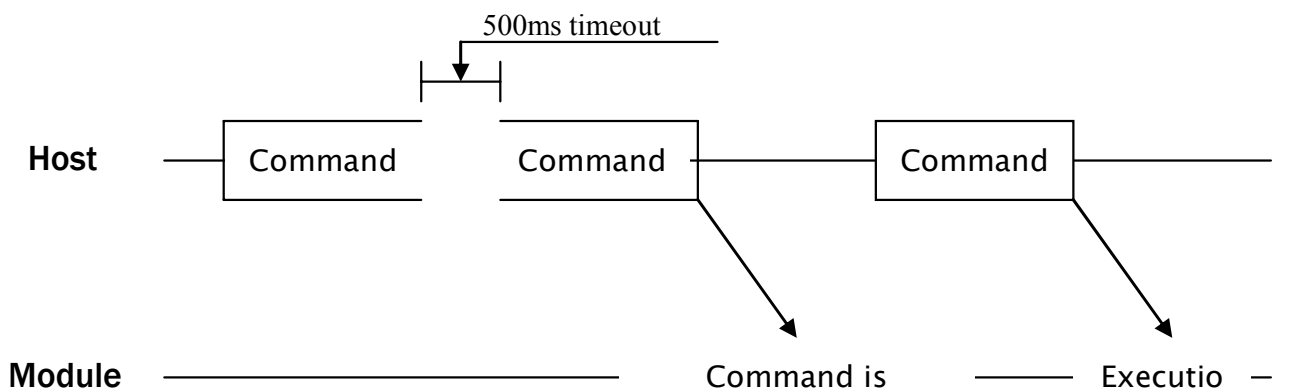 500ms timeout
Host Command Command Command
Module Command is Executio